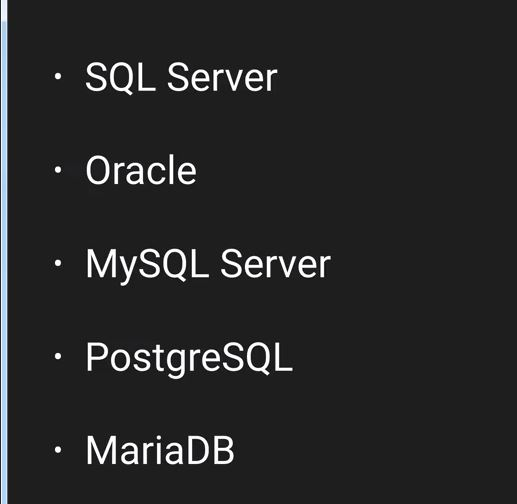 • SQL Server
• Oracle
• MySQL Server
• PostgreSQL
• MariaDB